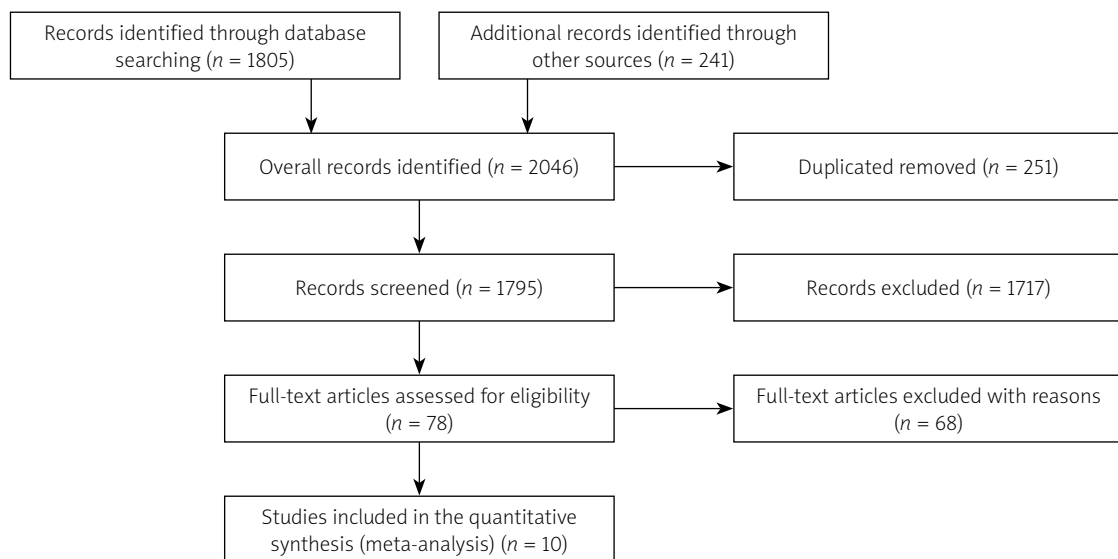 Records identified through database
searching (n = 1805)
Additional records identified through
other sources (n = 241)
Overall records identified (n = 2046)
Duplicated removed (n = 251)
Records screened (n = 1795)
Records excluded (n = 1717)
Full-text articles assessed for eligibility
(n = 78)
Full-text articles excluded with reasons
(n = 68)
Studies included in the quantitative
synthesis (meta-analysis) (n = 10)